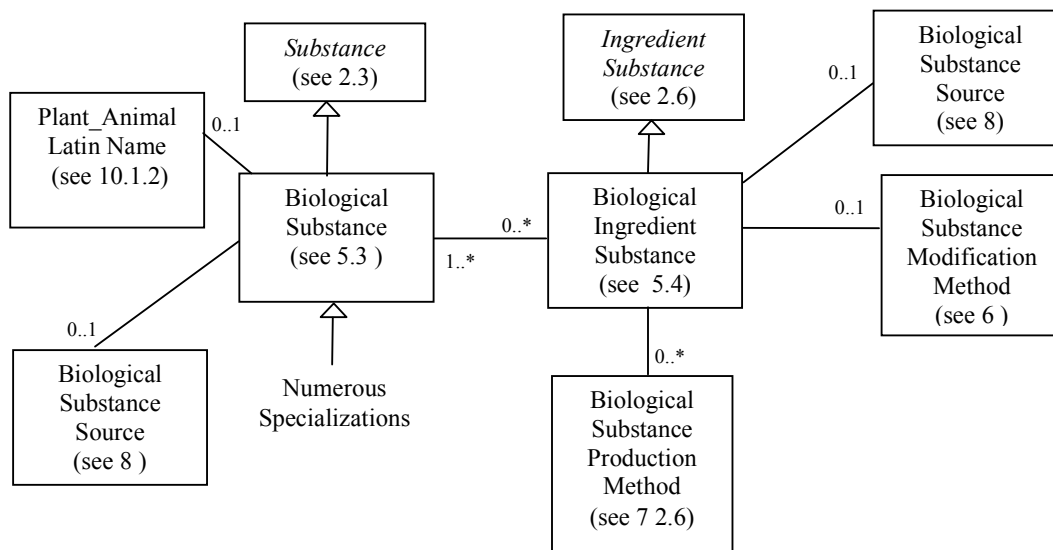 Substance
(see 2.3)
Ingredient
Substance
(see 2.6)
Biological
Substance
Source
(see 8)
0..1
Plant_Animal
Latin Name
(see 10.1.2)
0..1
Biological
Substance
(see 5.3 )
0..*
1..*
Biological
Ingredient
Substance
(see 5.4)
0..1
Biological
Substance
Modification
Method
(see 6 )
0..1
Biological
Substance
Source
(see 8 )
Numerous
Specializations
0..*
Biological
Substance
Production
Method
(see 7 2.6)